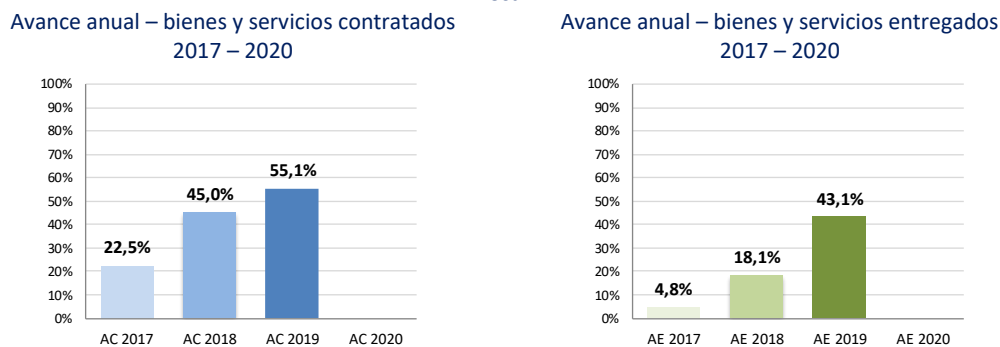 Avance anual – bienes y servicios contratados
2017 – 2020
100%
90%
80%
70%
60%
50%
40%
30%
20%
10%
0%
22,5%
45,0%
55,1%
AC 2017
AC 2018
AC 2019
AC 2020
Avance anual – bienes y servicios entregados
2017 – 2020
100%
90%
80%
70%
60%
50%
40%
30%
20%
10%
0%
4,8%
18,1%
43,1%
AE 2017
AE 2018
AE 2019
AE 2020